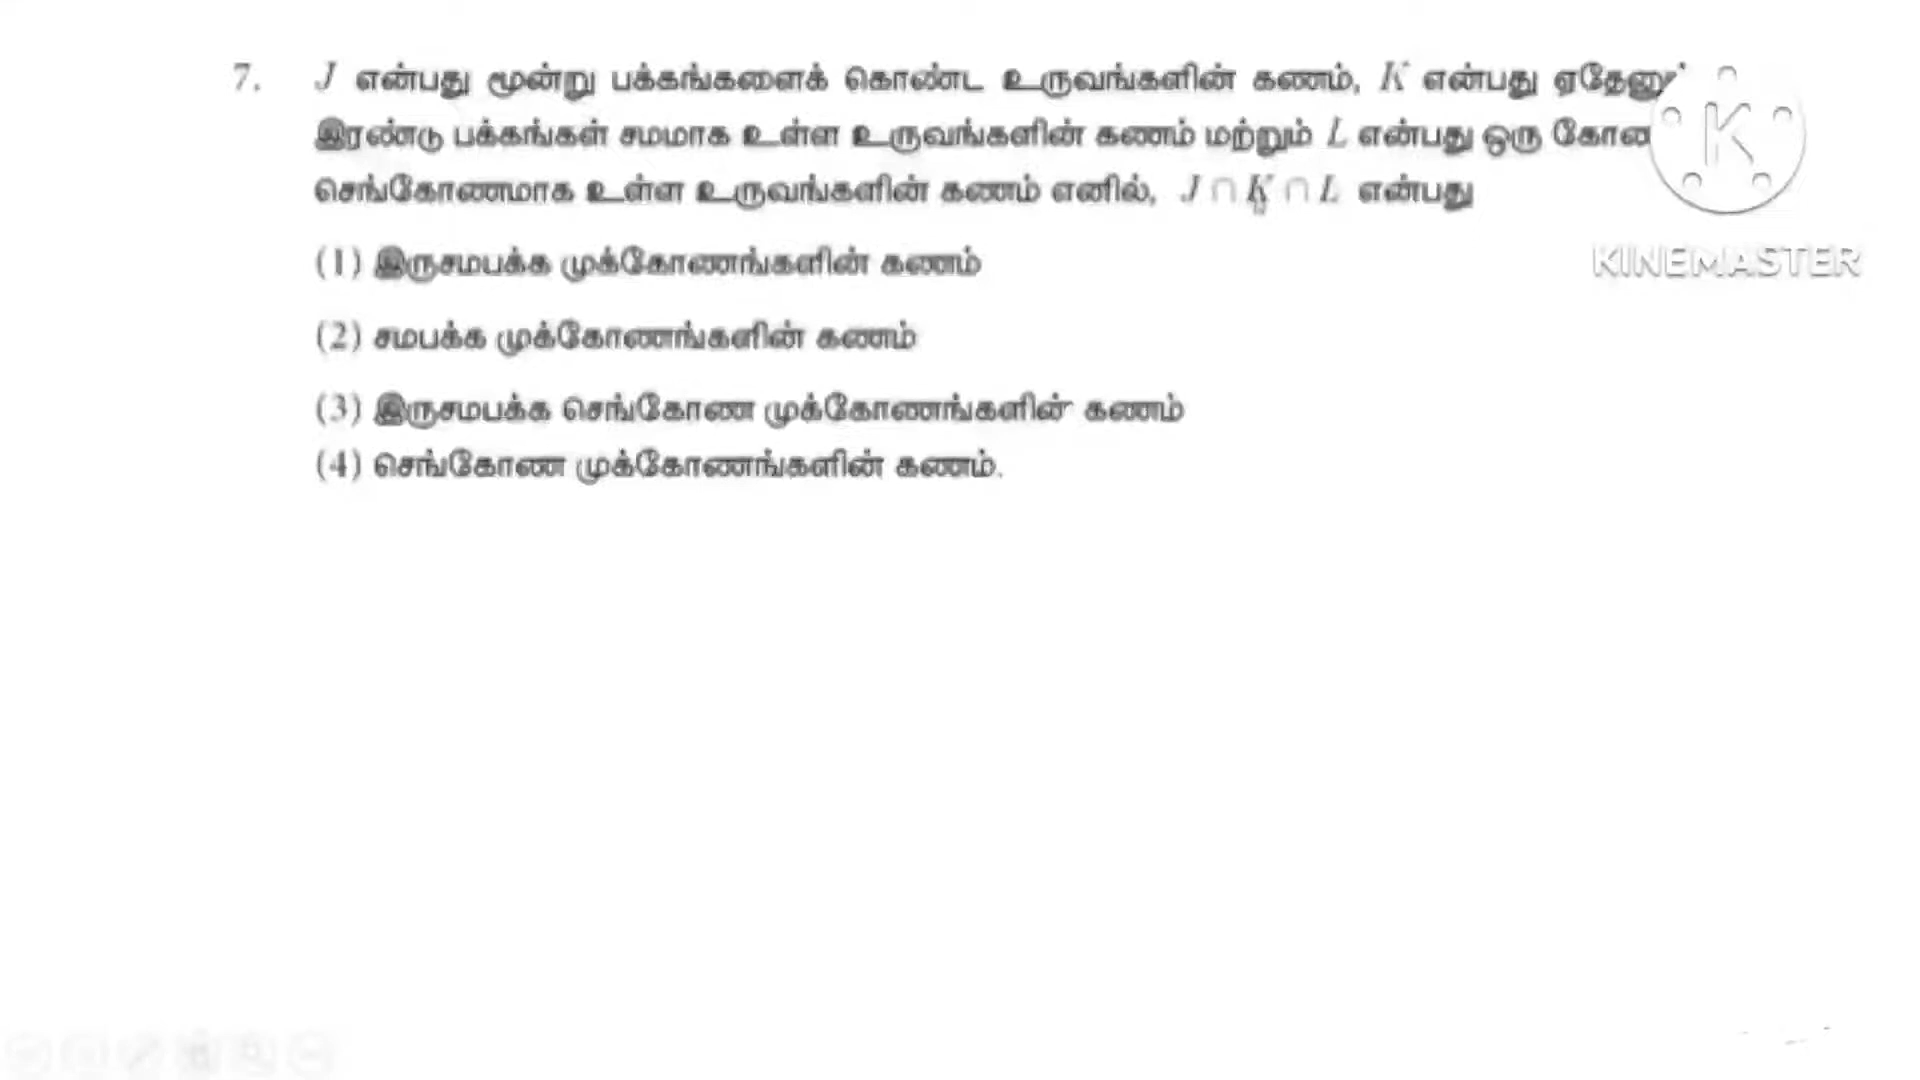 7. J என்பது மூன்று பக்கங்களைக் கொண்ட உருவங்களின் கணம், K என்பது
இரண்டு பக்கங்கள் சமமாக உள்ள உருவங்களின் கணம் மற்றும் L என்பது ஒரு
செங்கோணமாக உள்ள உருவங்களின் கணம் எனில், J ∩ K ∩ L என்பது
(1) இருசமபக்க முக்கோணங்களின் கணம்
(2) சமபக்க முக்கோணங்களின் கணம்
(3) இருசமபக்க செங்கோண முக்கோணங்களின் கணம்
(4) செங்கோண முக்கோணங்களின் கணம்.
K
KINEMASTER